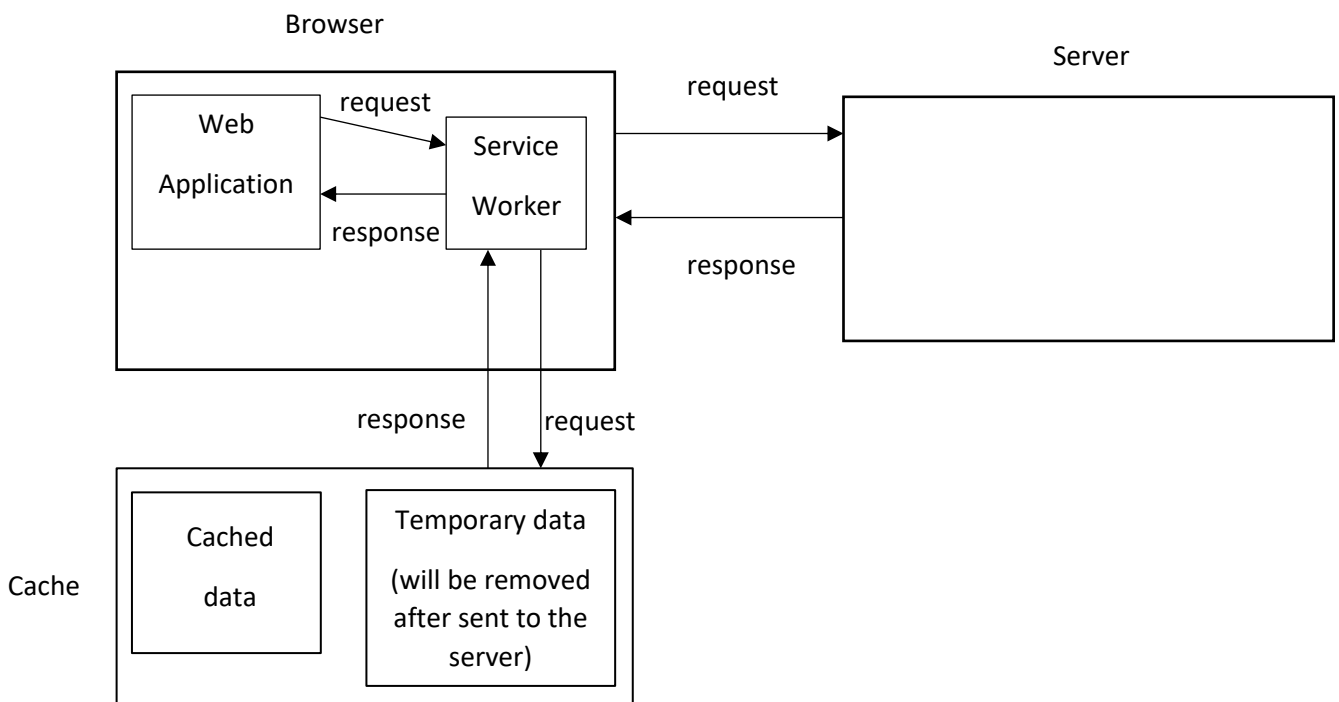 Browser
Server
request
request
Web
Application
Service
Worker
response
response
response
request
Cached
data
Temporary data
(will be removed
after sent to the
server)
Cache